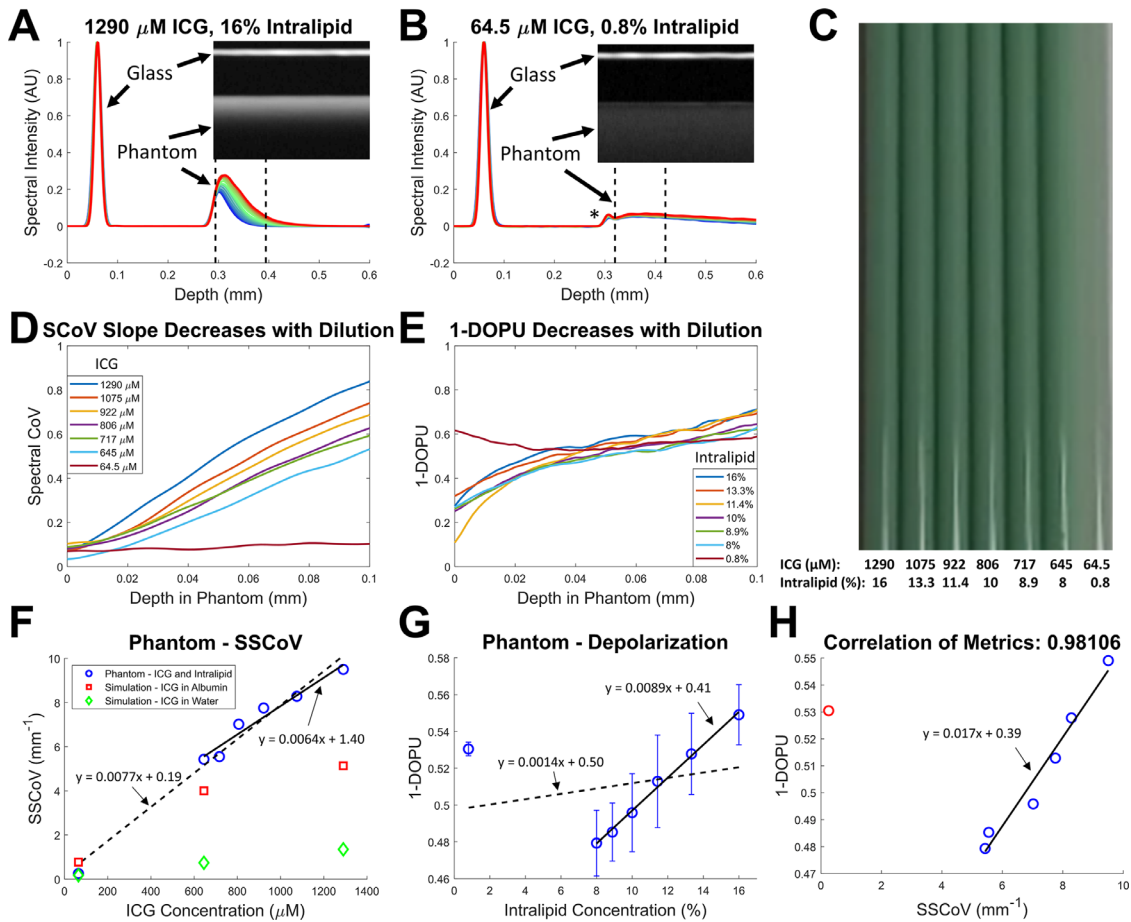 A
1290 μM ICG, 16% Intralipid
Spectral Intensity (AU)
1
0.8
0.6
0.4
0.2
0
-0.2
Glass
Phantom
0
0.1
0.2
0.3
0.4
0.5
0.6
Depth (mm)
B
64.5 μM ICG, 0.8% Intralipid
Spectral Intensity (AU)
1
0.8
0.6
0.4
0.2
0
-0.2
Glass
Phantom
*
0
0.1
0.2
0.3
0.4
0.5
0.6
Depth (mm)
C
ICG (μM): 1290 1075 922 806 717 645 64.5
Intralipid (%): 16 13.3 11.4 10 8.9 8 0.8
D
SCoV Slope Decreases with Dilution
Spectral CoV
1
0.8
0.6
0.4
0.2
0
ICG
1290 μM
1075 μM
922 μM
806 μM
717 μM
645 μM
64.5 μM
0
0.02
0.04
0.06
0.08
0.1
Depth in Phantom (mm)
E
1-DOPU Decreases with Dilution
1-DOPU
1
0.8
0.6
0.4
0.2
0
Intralipid
16%
13.3%
11.4%
10%
8.9%
8%
0.8%
0
0.02
0.04
0.06
0.08
0.1
Depth in Phantom (mm)
F
Phantom - SSCoV
SSCoV (mm⁻¹)
10
8
6
4
2
0
Phantom - ICG and Intralipid
Simulation - ICG in Albumin
Simulation - ICG in Water
y = 0.0064x + 1.40
y = 0.0077x + 0.19
0
200
400
600
800
1000
1200
1400
ICG Concentration (μM)
G
Phantom - Depolarization
1-DOPU
0.58
0.56
0.54
0.52
0.5
0.48
0.46
y = 0.0089x + 0.41
y = 0.0014x + 0.50
0
2
4
6
8
10
12
14
16
Intralipid Concentration (%)
H
Correlation of Metrics: 0.98106
1-DOPU
0.55
0.54
0.53
0.52
0.51
0.5
0.49
0.48
0.47
y = 0.017x + 0.39
0
2
4
6
8
10
SSCoV (mm⁻¹)